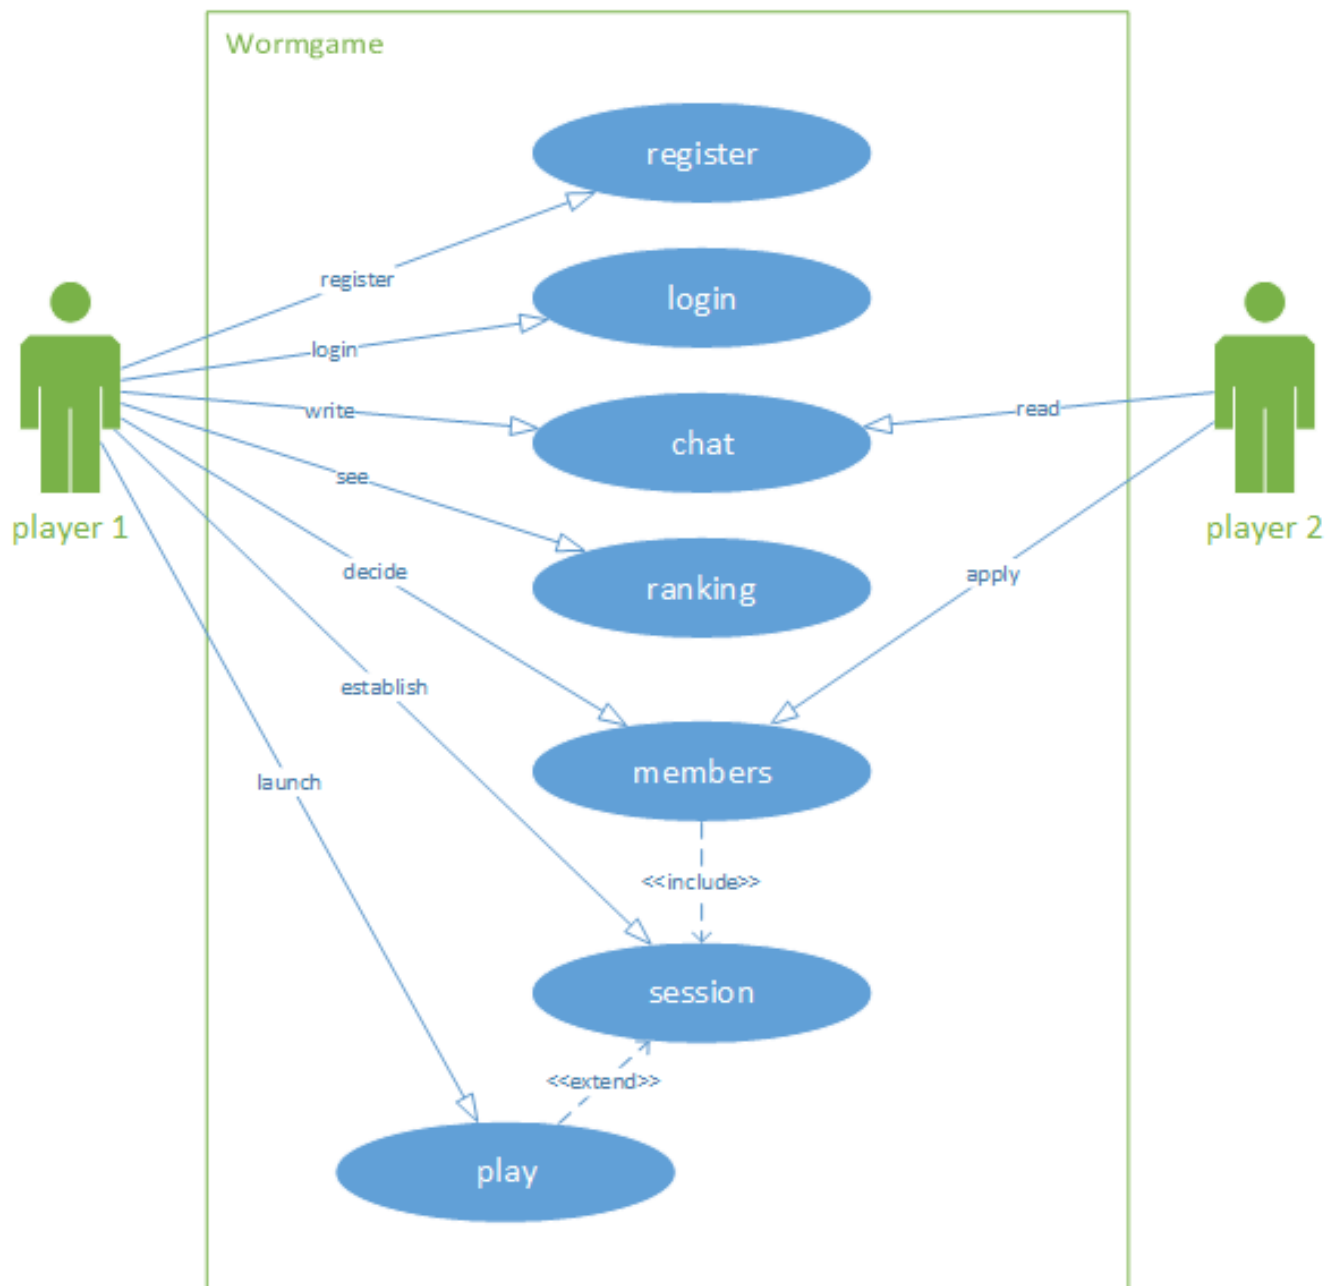 Wormgame
register
register
login
login
write
chat
read
see
player 1
player 2
decide
ranking
apply
establish
members
launch
<<include>>
session
<<extend>>
play